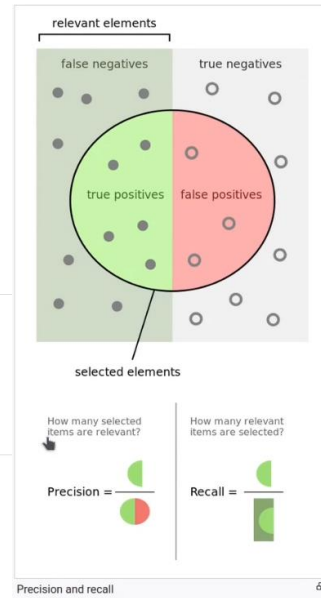 relevant elements
false negatives
true negatives
true positives
false positives
selected elements
How many selected
items are relevant?
How many relevant
items are selected?
Precision =
Recall =
Precision and recall